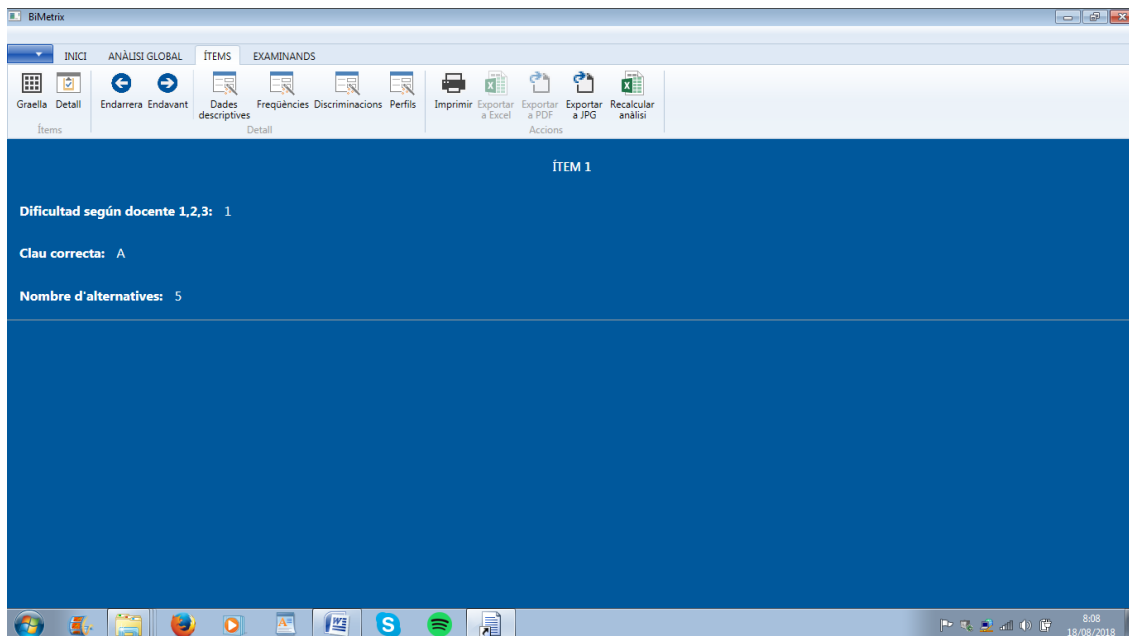 BiMetrix
INICI ANÀLISI GLOBAL ÍTEMS EXAMINANDS
Graella Detall Endarrera Endavant Dades descriptives Freqüències Discriminacions Perfils Imprimir Exportar a Excel Exportar a PDF Exportar a JPG Recalcular anàlisi
Ítems Detall Accions
ÍTEM 1
Dificultad según docente 1,2,3: 1
Clau correcta: A
Nombre d'alternatives: 5
8:08
18/08/2018